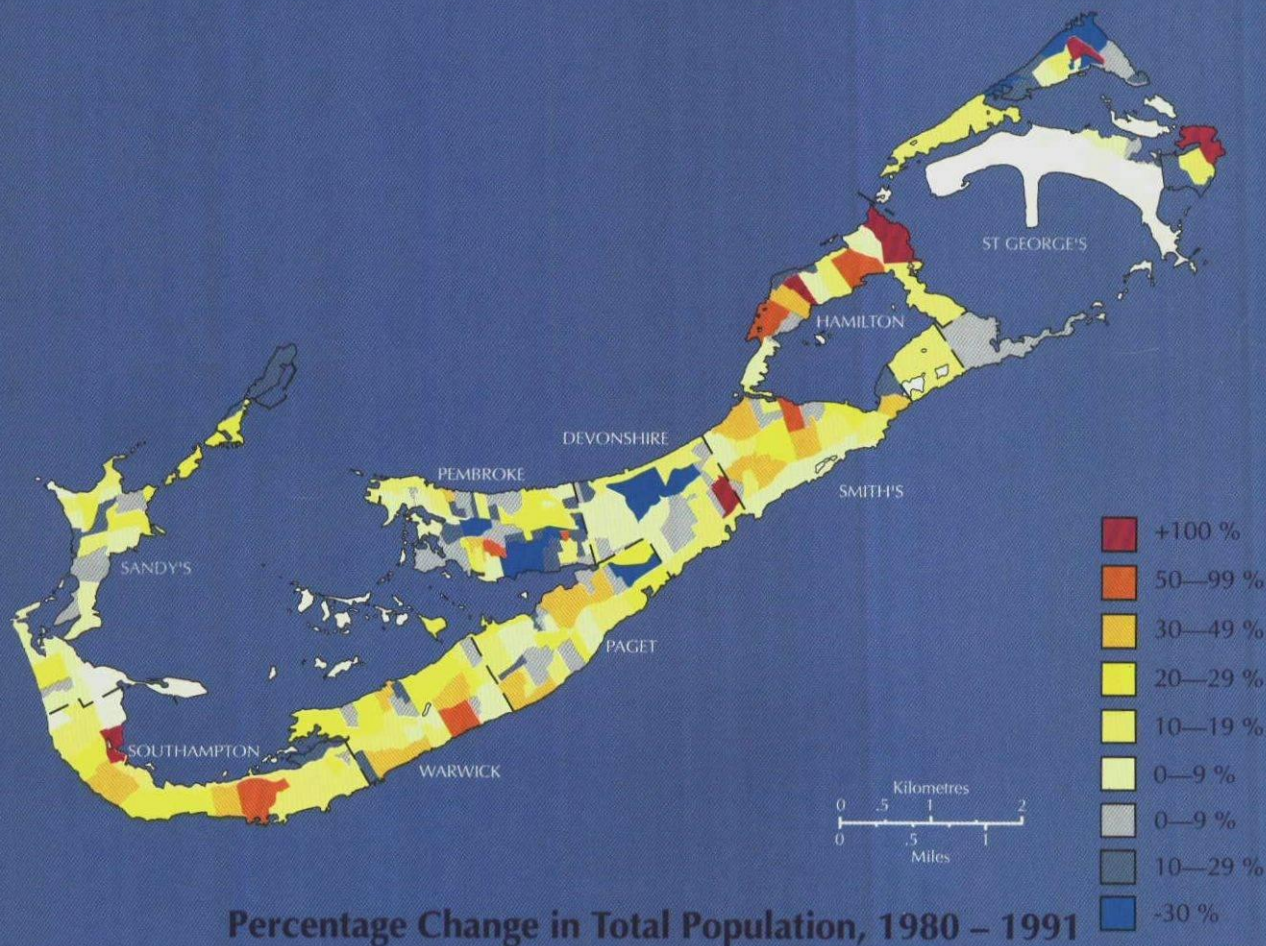 ST GEORGE'S
HAMILTON
DEVONSHIRE
PEMBROKE
SMITH'S
SANDY'S
PAGET
SOUTHAMPTON
WARWICK
+100 %
50—99 %
30—49 %
20—29 %
10—19 %
0—9 %
0—9 %
10—29 %
-30 %
Kilometres
0 .5 1 2
0 .5 1
Miles
Percentage Change in Total Population, 1980 – 1991